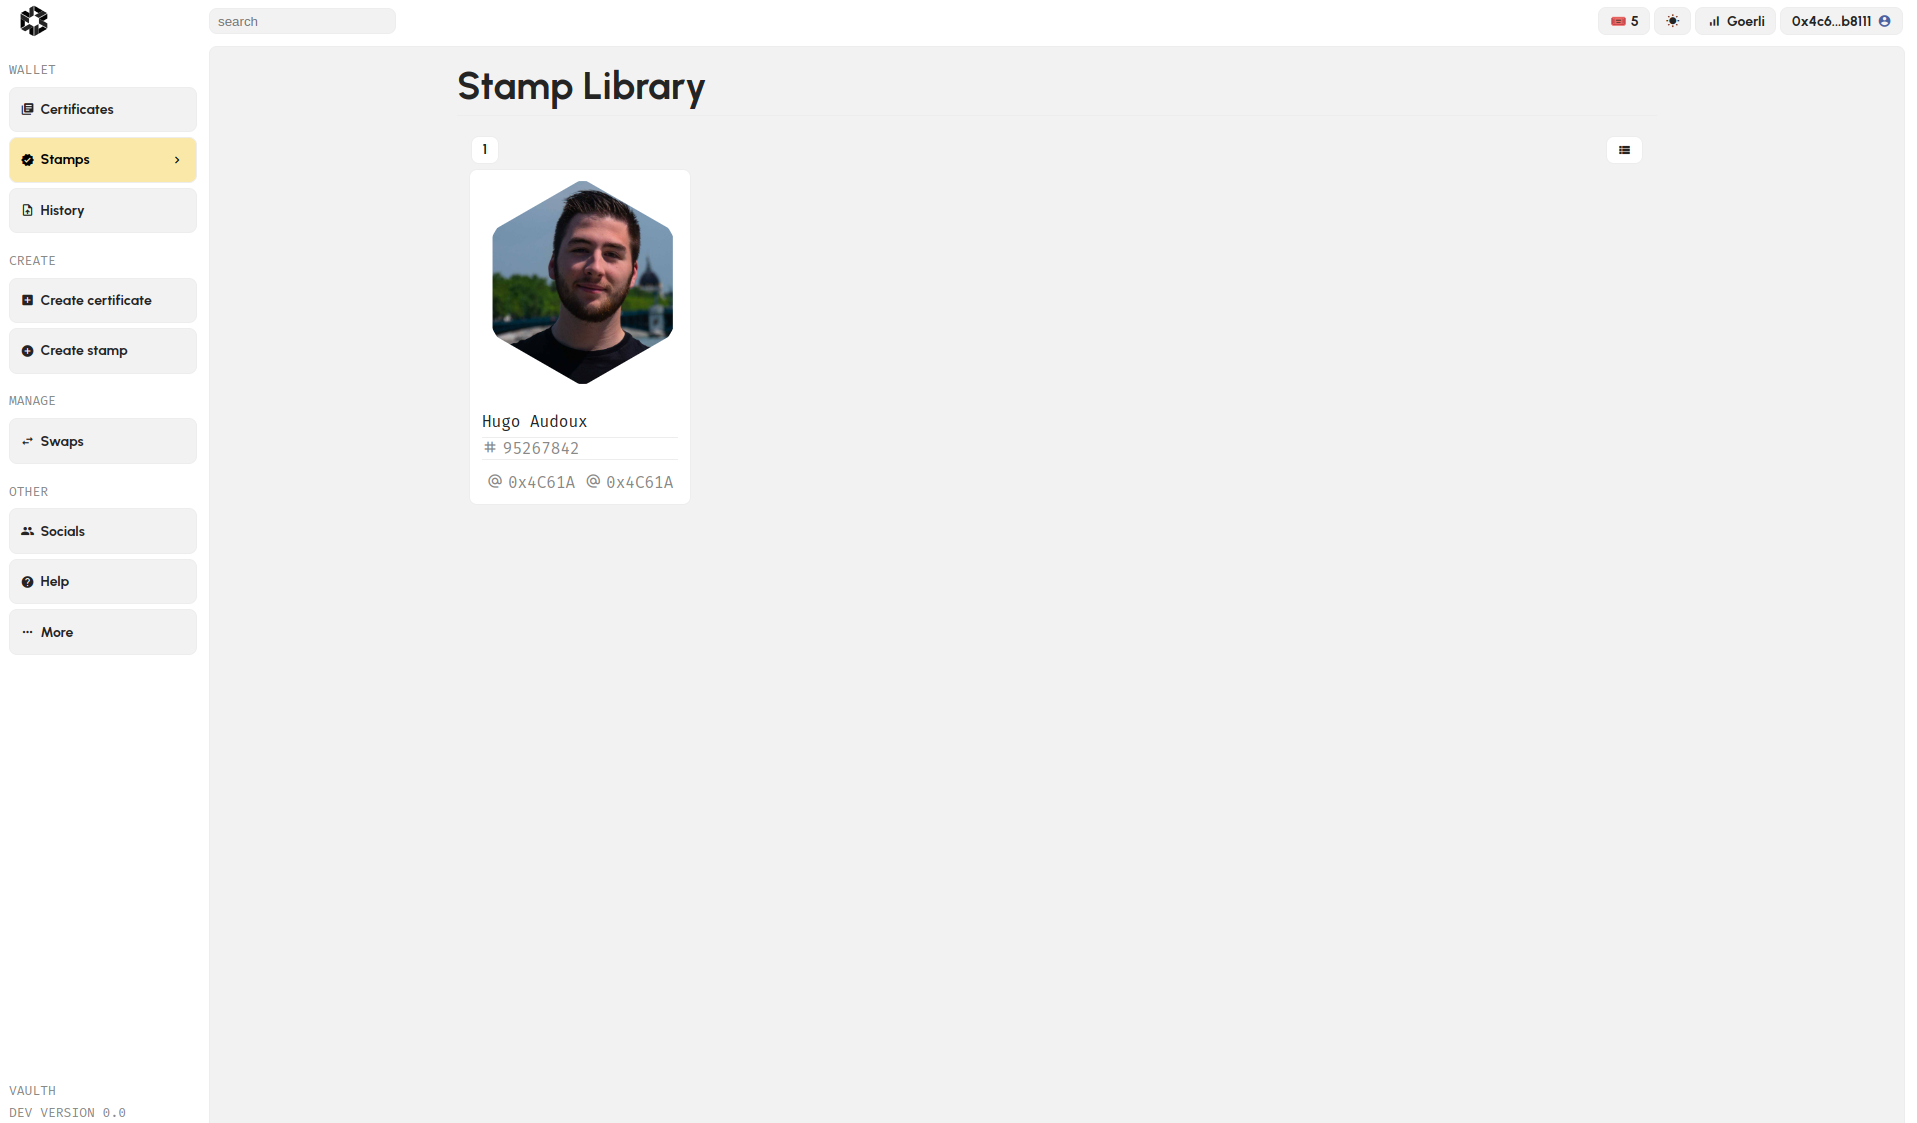 search
5
Goerli
0x4c6...b8111
WALLET
Certificates
Stamps
History
CREATE
Create certificate
Create stamp
MANAGE
Swaps
OTHER
Socials
Help
More
VAULTH
DEV VERSION 0.0
Stamp Library
1
Hugo Audoux
# 95267842
@ 0x4C61A @ 0x4C61A